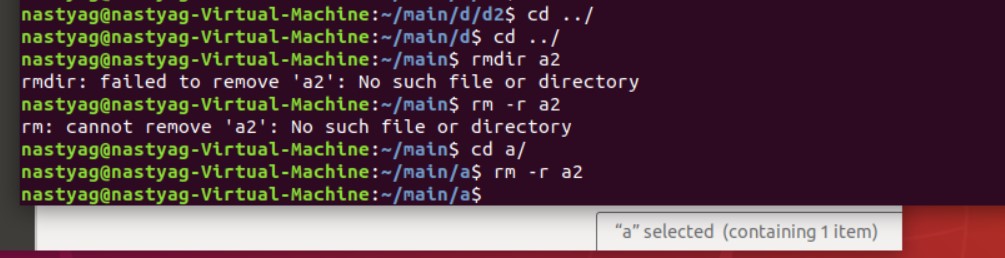 nastyag@nastyag-Virtual-Machine:~/main/d/d2$ cd ../
nastyag@nastyag-Virtual-Machine:~/main/d$ cd ../
nastyag@nastyag-Virtual-Machine:~/main$ rmdir a2
rmdir: failed to remove 'a2': No such file or directory
nastyag@nastyag-Virtual-Machine:~/main$ rm -r a2
rm: cannot remove 'a2': No such file or directory
nastyag@nastyag-Virtual-Machine:~/main$ cd a/
nastyag@nastyag-Virtual-Machine:~/main/a$ rm -r a2
nastyag@nastyag-Virtual-Machine:~/main/a$
“a” selected (containing 1 item)